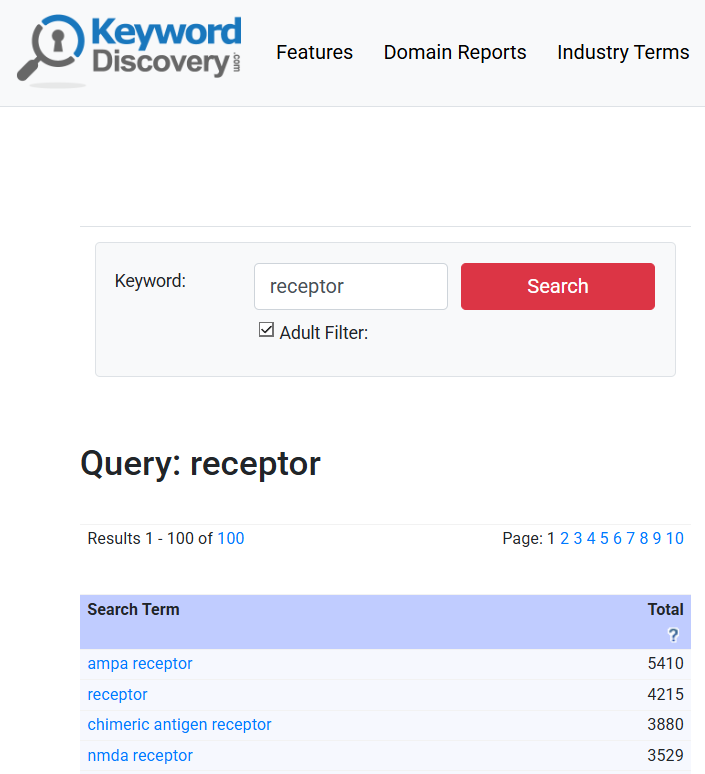 Keyword
Discovery.com
Features Domain Reports Industry Terms
Keyword: receptor Search
Adult Filter:
Query: receptor
Results 1 - 100 of 100 Page: 1 2 3 4 5 6 7 8 9 10
Search Term Total
?
ampa receptor 5410
receptor 4215
chimeric antigen receptor 3880
nmda receptor 3529